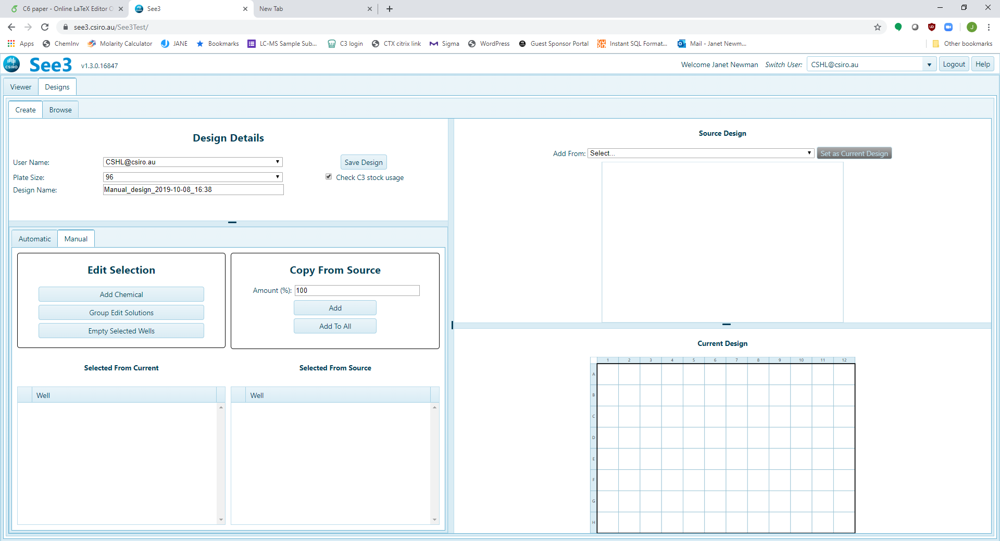 C6 paper - Online LaTeX Editor O
See3
New Tab
see3.csiro.au/See3Test/
J
Apps
ChemInv
Molarity Calculator
JANE
Bookmarks
LC-MS Sample Sub...
C3 login
CTX citrix link
Sigma
WordPress
Guest Sponsor Portal
Instant SQL Format...
Mail - Janet Newm...
Other bookmarks
CSIRO
See3
v1.3.0.16847
Welcome Janet Newman
Switch User:
CSHL@csiro.au
Logout
Help
Viewer
Designs
Create
Browse
Design Details
User Name:
CSHL@csiro.au
Save Design
Plate Size:
96
Check C3 stock usage
Design Name:
Manual_design_2019-10-08_16:38
Automatic
Manual
Edit Selection
Add Chemical
Group Edit Solutions
Empty Selected Wells
Copy From Source
Amount (%):
100
Add
Add To All
Selected From Current
Selected From Source
Well
Well
Source Design
Add From:
Select...
Set as Current Design
Current Design
1 2 3 4 5 6 7 8 9 10 11 12
A
B
C
D
E
F
G
H